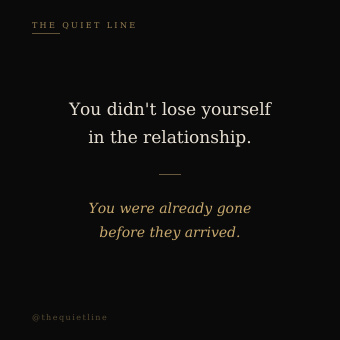 THE QUIET LINE
You didn't lose yourself
in the relationship.
You were already gone
before they arrived.
@thequietline